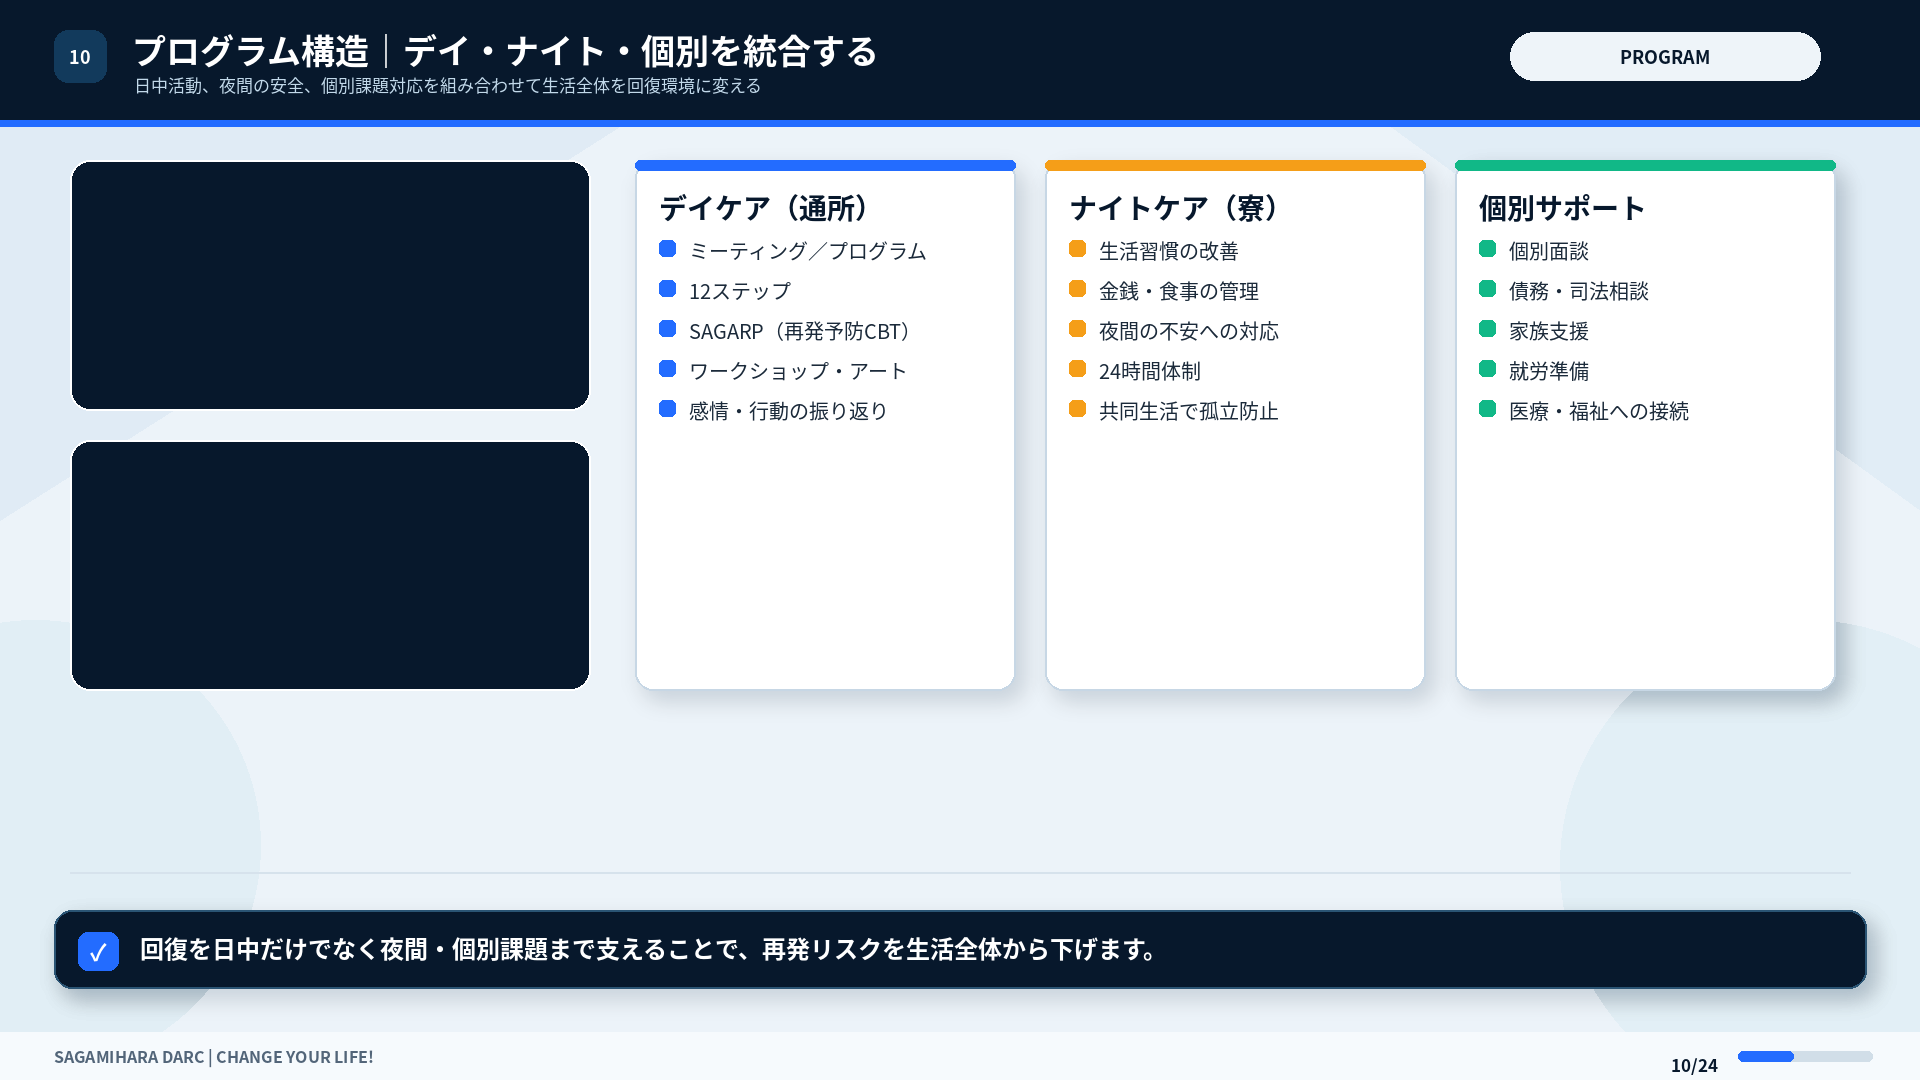 10
プログラム構造｜デイ・ナイト・個別を統合する
日中活動、夜間の安全、個別課題対応を組み合わせて生活全体を回復環境に変える
PROGRAM
デイケア（通所）
ミーティング／プログラム
12ステップ
SAGARP（再発予防CBT）
ワークショップ・アート
感情・行動の振り返り
ナイトケア（寮）
生活習慣の改善
金銭・食事の管理
夜間の不安への対応
24時間体制
共同生活で孤立防止
個別サポート
個別面談
債務・司法相談
家族支援
就労準備
医療・福祉への接続
✓ 回復を日中だけでなく夜間・個別課題まで支えることで、再発リスクを生活全体から下げます。
SAGAMIHARA DARC | CHANGE YOUR LIFE!
10/24